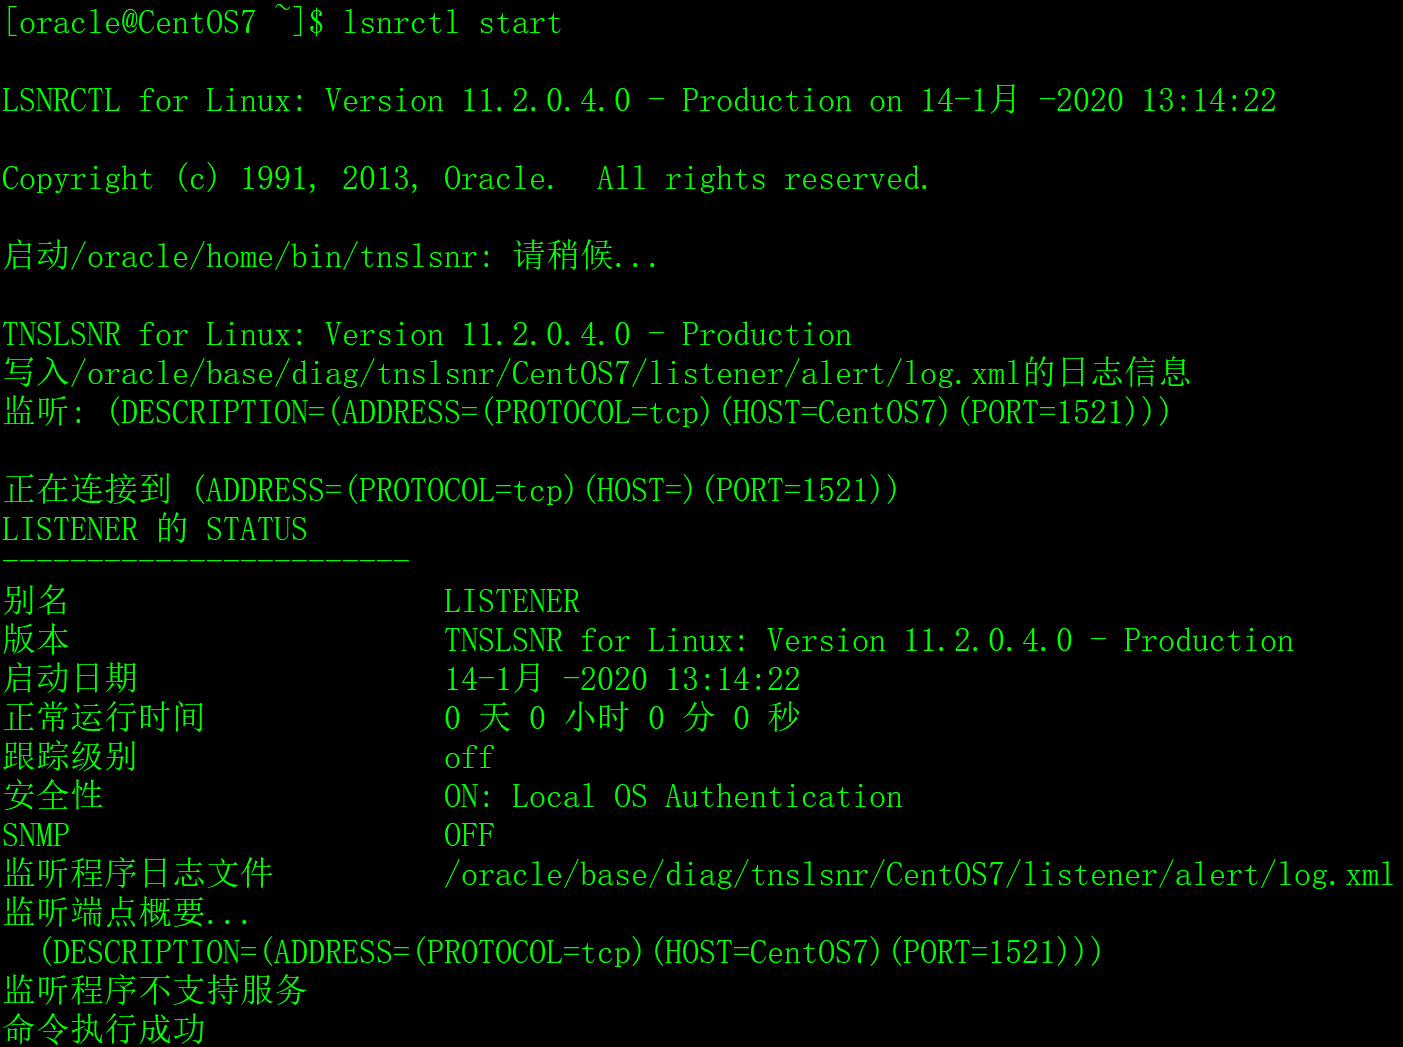 [oracle@CentOS7 ~]$ lsnrctl start
LSNRCTL for Linux: Version 11.2.0.4.0 - Production on 14-1月 -2020 13:14:22
Copyright (c) 1991, 2013, Oracle.  All rights reserved.
启动/oracle/home/bin/tnslsnr: 请稍候...
TNSLSNR for Linux: Version 11.2.0.4.0 - Production
写入/oracle/base/diag/tnslsnr/CentOS7/listener/alert/log.xml的日志信息
监听: (DESCRIPTION=(ADDRESS=(PROTOCOL=tcp)(HOST=CentOS7)(PORT=1521)))
正在连接到 (ADDRESS=(PROTOCOL=tcp)(HOST=)(PORT=1521))
LISTENER 的 STATUS
------------------------
别名                      LISTENER
版本                      TNSLSNR for Linux: Version 11.2.0.4.0 - Production
启动日期                  14-1月 -2020 13:14:22
正常运行时间              0 天 0 小时 0 分 0 秒
跟踪级别                  off
安全性                    ON: Local OS Authentication
SNMP                      OFF
监听程序日志文件          /oracle/base/diag/tnslsnr/CentOS7/listener/alert/log.xml
监听端点概要...
  (DESCRIPTION=(ADDRESS=(PROTOCOL=tcp)(HOST=CentOS7)(PORT=1521)))
监听程序不支持服务
命令执行成功